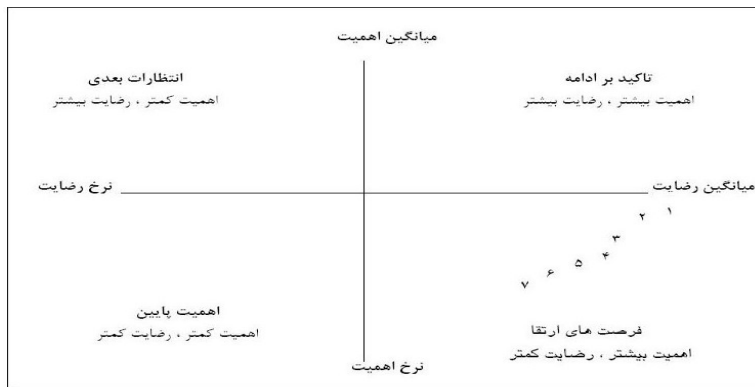 میانگین اهمیت
تاکید بر ادامه
اهمیت بیشتر ، رضایت بیشتر
انتظارات بعدی
اهمیت کمتر ، رضایت بیشتر
میانگین رضایت
نرخ رضایت
۱
۲
۳
۴
۵
۶
۷
فرصت های ارتقا
اهمیت بیشتر ، رضایت کمتر
اهمیت پایین
اهمیت کمتر ، رضایت کمتر
نرخ اهمیت